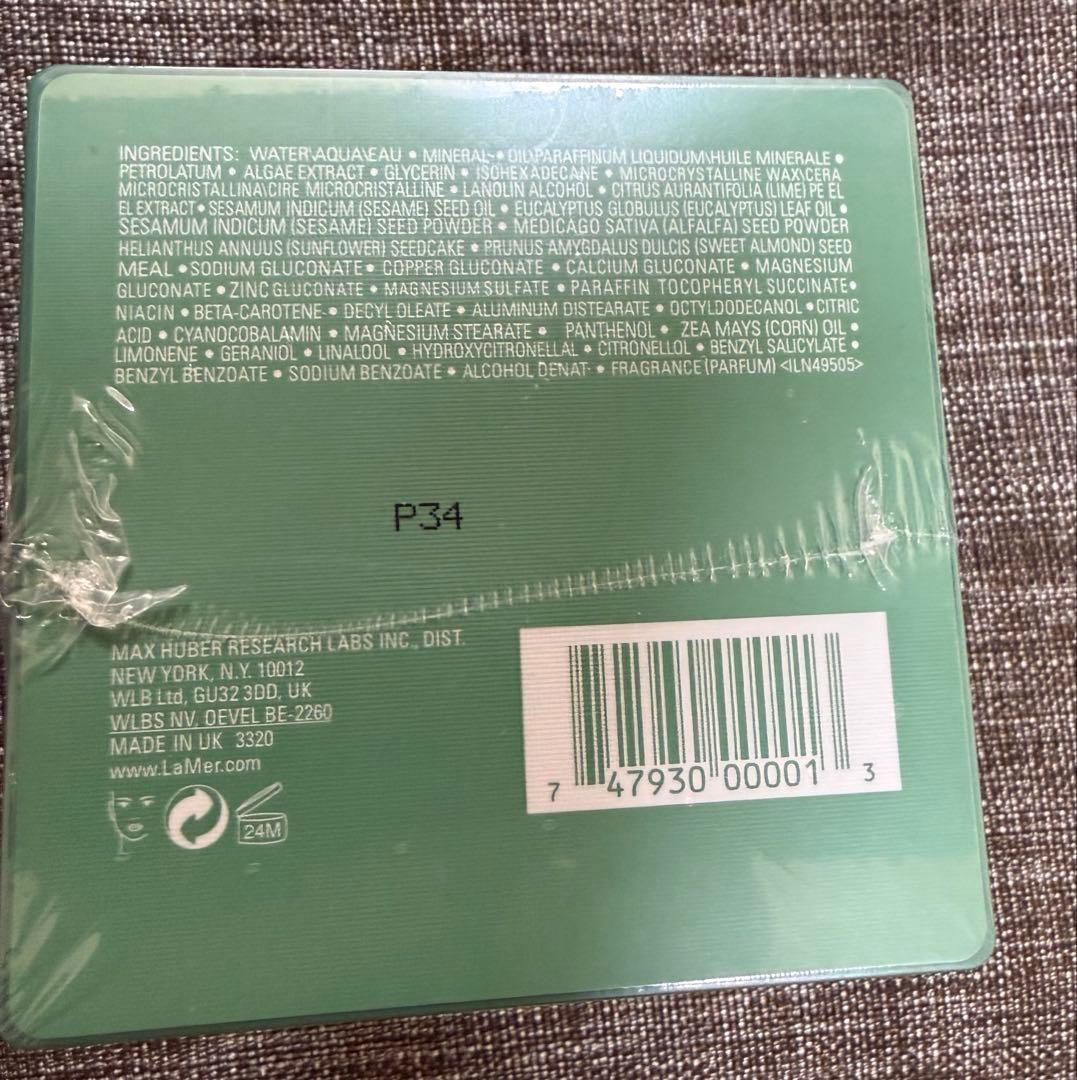 INGREDIENTS: WATER\AQUA\EAU • MINERAL • OIL\PARAFFINUM LIQUIDUM\HUILE MINERALE •
PETROLATUM • ALGAE EXTRACT • GLYCERIN • ISOHEXADECANE • MICROCRYSTALLINE WAX\CERA
MICROCRISTALLINA\CIRE MICROCRISTALLINE • LANOLIN ALCOHOL • CITRUS AURANTIFOLIA (LIME) PE EL
EL EXTRACT • SESAMUM INDICUM (SESAME) SEED OIL • EUCALYPTUS GLOBULUS (EUCALYPTUS) LEAF OIL •
SESAMUM INDICUM (SESAME) SEED POWDER • MEDICAGO SATIVA (ALFALFA) SEED POWDER
HELIANTHUS ANNUUS (SUNFLOWER) SEEDCAKE • PRUNUS AMYGDALUS DULCIS (SWEET ALMOND) SEED
MEAL • SODIUM GLUCONATE • COPPER GLUCONATE • CALCIUM GLUCONATE • MAGNESIUM
GLUCONATE • ZINC GLUCONATE • MAGNESIUM SULFATE • PARAFFIN TOCOPHERYL SUCCINATE •
NIACIN • BETA-CAROTENE • DECYL OLEATE • ALUMINUM DISTEARATE • OCTYLDODECANOL • CITRIC
ACID • CYANOCOBALAMIN • MAGNESIUM STEARATE • PANTHENOL • ZEA MAYS (CORN) OIL •
LIMONENE • GERANIOL • LINALOOL • HYDROXYCITRONELLAL • CITRONELLOL • BENZYL SALICYLATE •
BENZYL BENZOATE • SODIUM BENZOATE • ALCOHOL DENAT • FRAGRANCE (PARFUM) <ILN49505>
P34
MAX HUBER RESEARCH LABS INC., DIST.
NEW YORK, N.Y. 10012
WLB Ltd, GU32 3DD, UK
WLBS NV, OEVEL BE-2260
MADE IN UK 3320
www.LaMer.com
24M
7 47930 00001 3